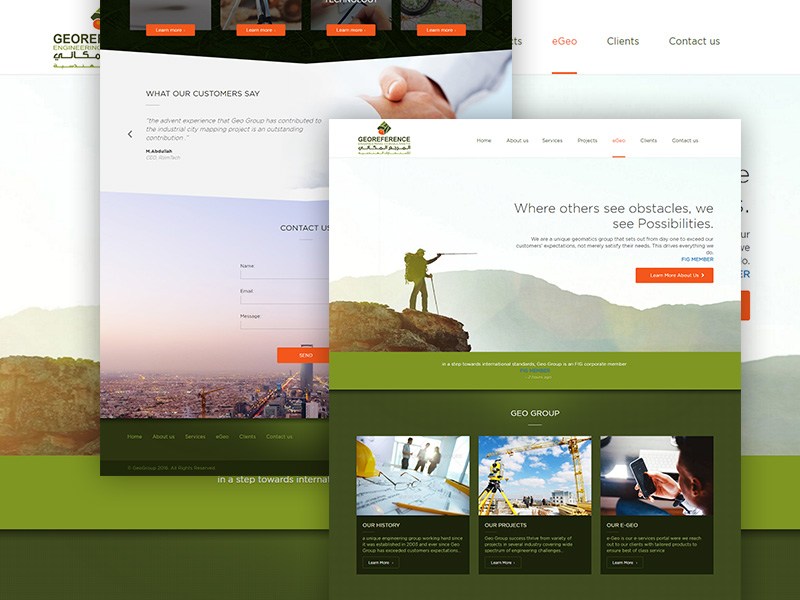 GEOREF
ENGINEERING
cts
eGeo
Clients
Contact us
TECHNOLOGY
Learn more ›
Learn more ›
Learn more ›
Learn more ›
WHAT OUR CUSTOMERS SAY
"the advent experience that Geo Group has contributed to
the industrial city mapping project is an outstanding
contribution ."
M.Abdullah
CONTACT US
Name:
Email:
Message:
SEND
Home
About us
Services
eGeo
Clients
Contact us
© GeoGroup 2016. All Rights Reserved.
in a step towards internat
GEOREFERENCE
المرجع المكاني
Home
About us
Services
Projects
eGeo
Clients
Contact us
Where others see obstacles, we
see Possibilities.
We are a unique geomatics group that sets out from day one to exceed our
customers' expectations, not merely satisfy their needs. This drives everything we
do.
FIG MEMBER
Learn More About Us ›
in a step towards international standards, Geo Group is an FIG corporate member
FIG MEMBER
GEO GROUP
OUR HISTORY
a unique engineering group working hard since
it was established in 2003 and ever since Geo
Group has exceeded customers expectations...
Learn More ›
OUR PROJECTS
Geo Group success thrive from variety of
projects in several industry covering wide
spectrum of engineering challenges...
Learn More ›
OUR E-GEO
e-Geo is our e-services portal were we reach
out to our clients with tailored products to
ensure best of class service
Learn More ›
e
s.
ur
we
do.
ER